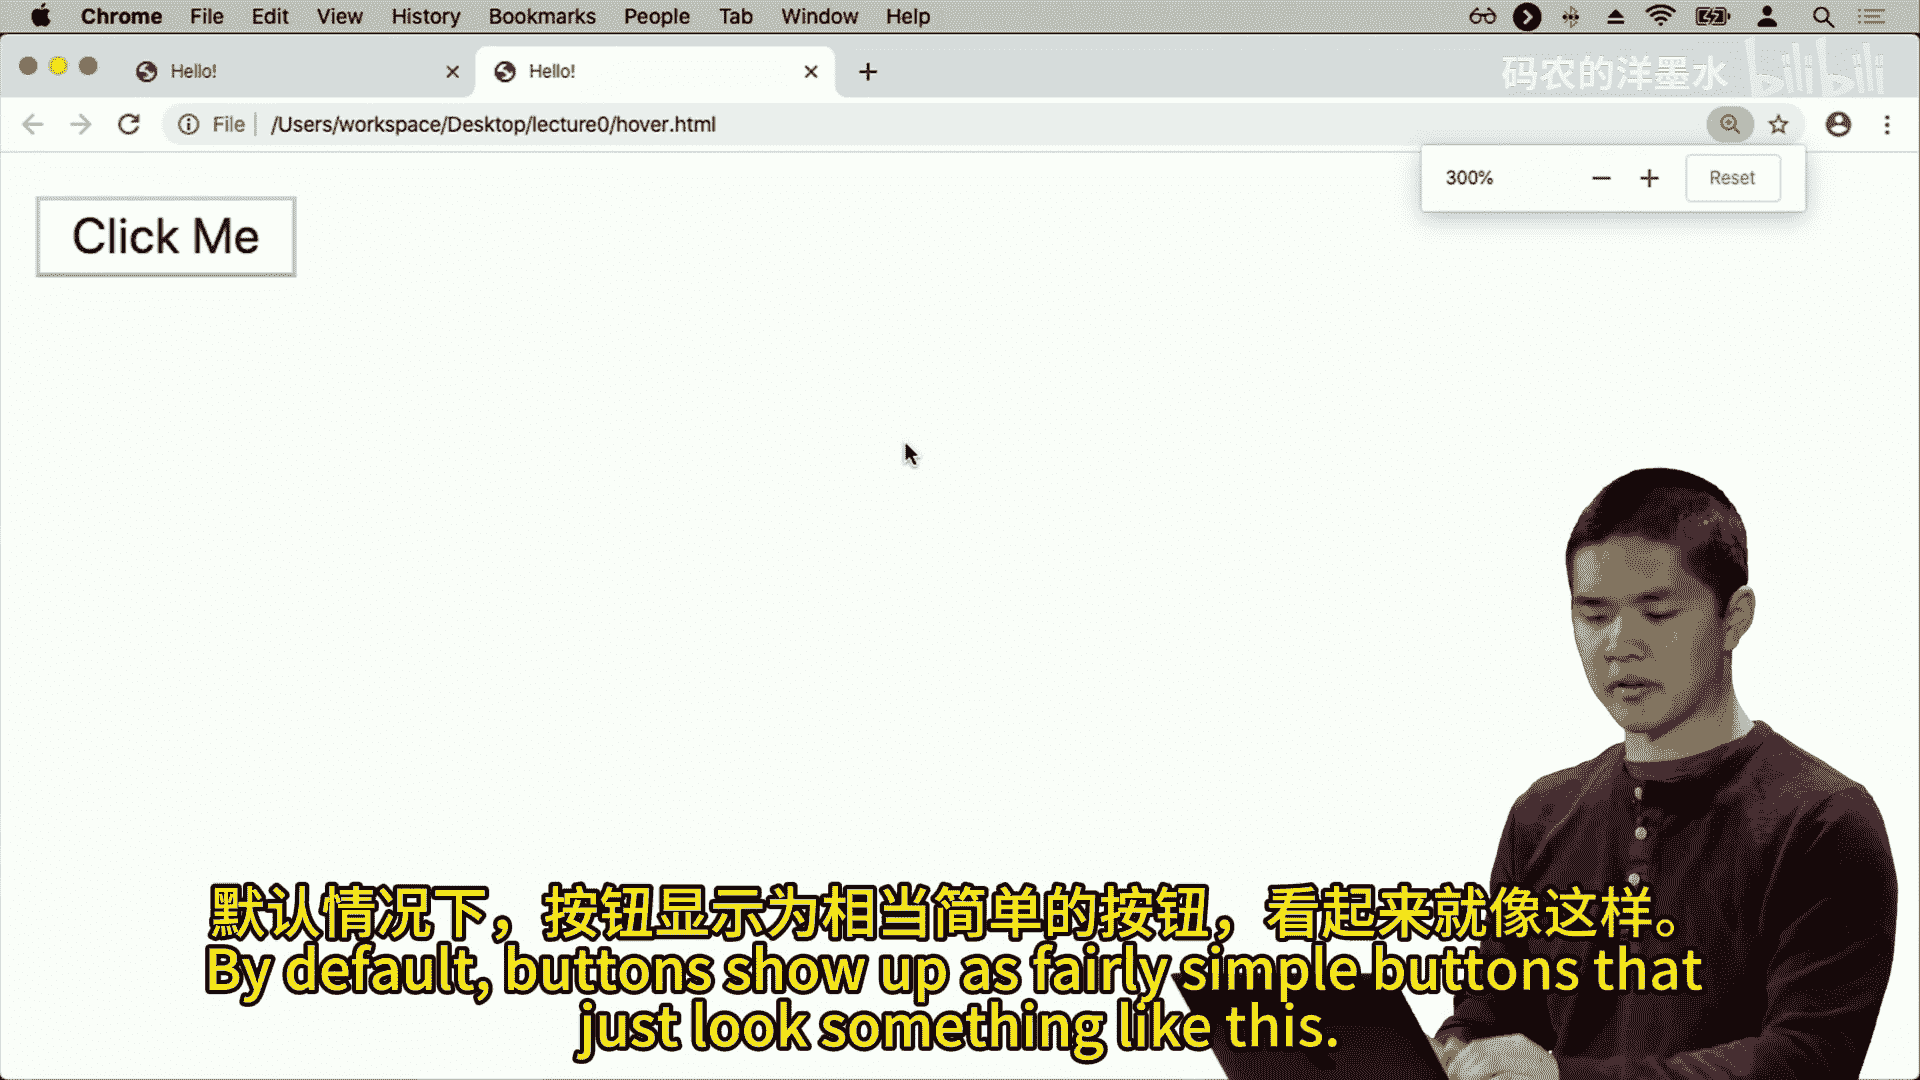 Chrome File Edit View History Bookmarks People Tab Window Help
Hello!
Hello!
码农的洋墨水 bilibili
File /Users/workspace/Desktop/lecture0/hover.html
300% Reset
Click Me
默认情况下，按钮显示为相当简单的按钮，看起来就像这样。
By default, buttons show up as fairly simple buttons that
just look something like this.